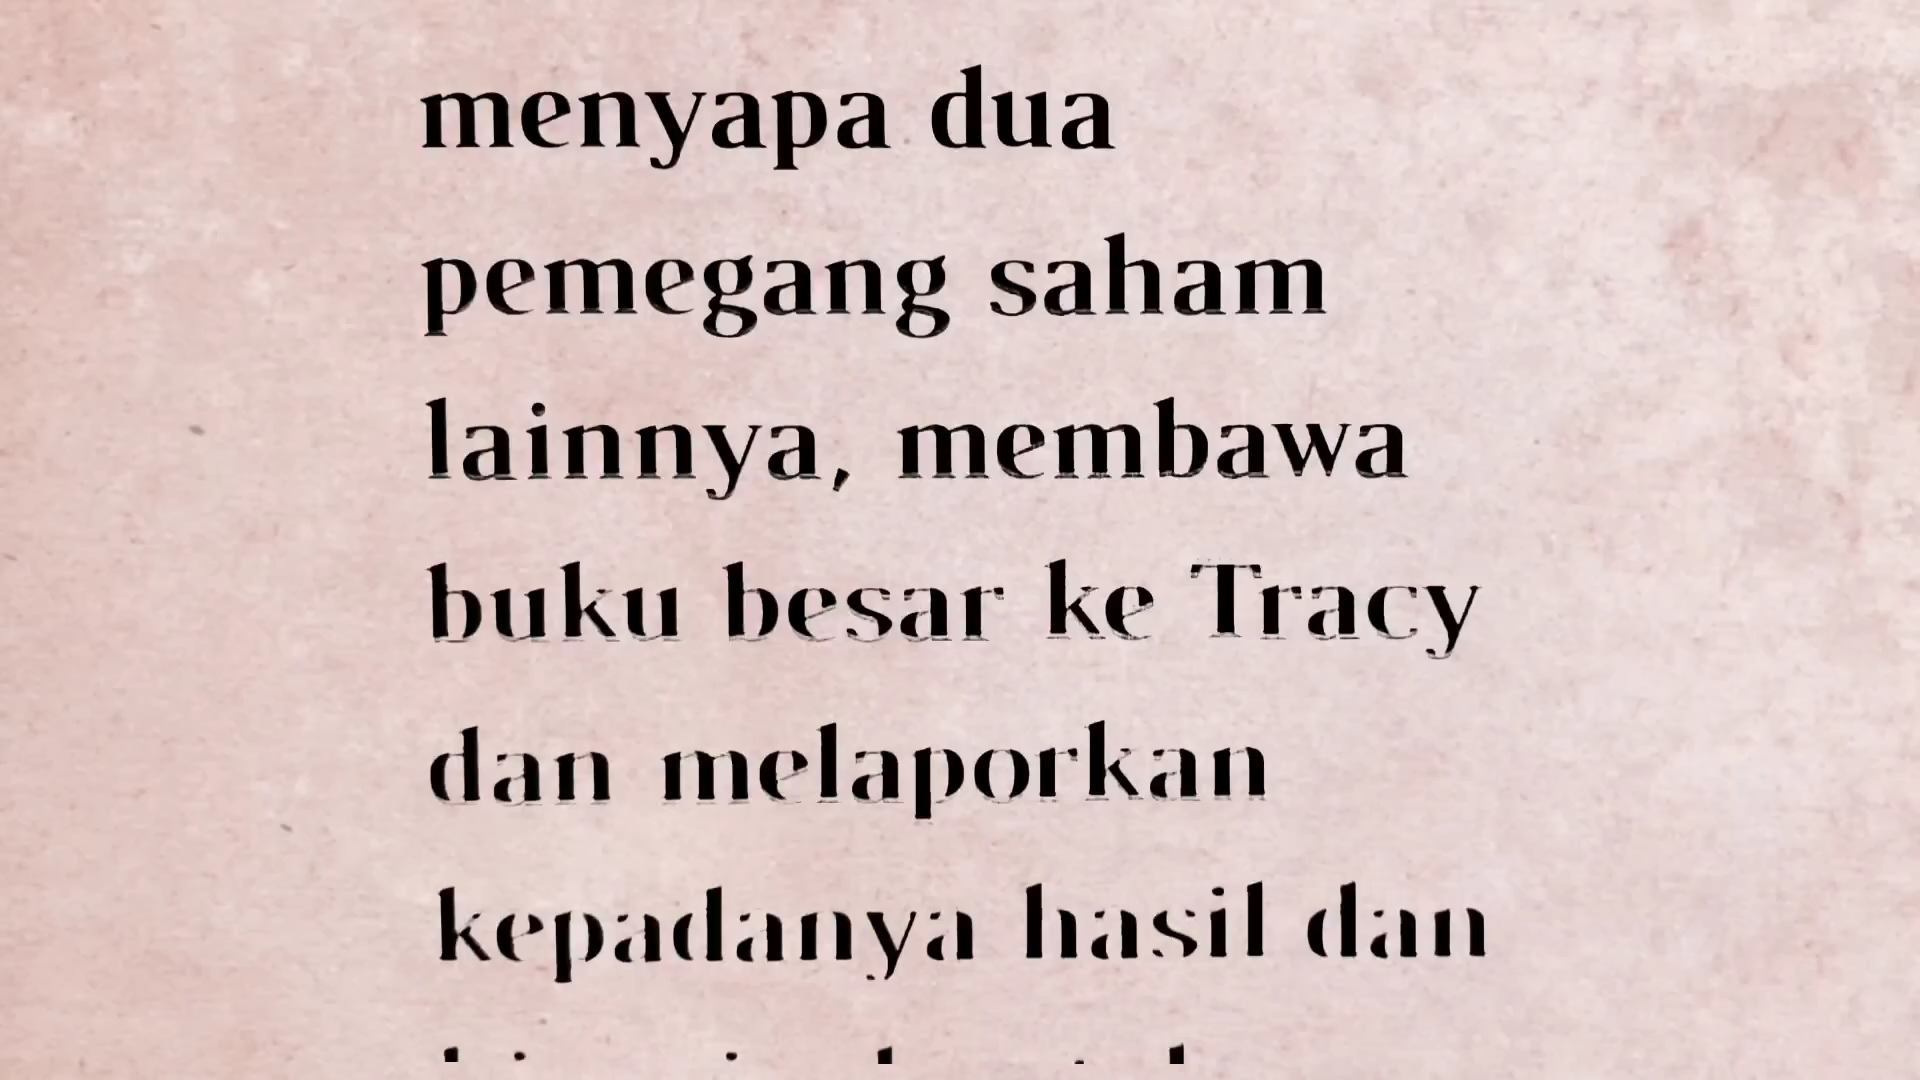 menyapa dua
pemegang saham
lainnya, membawa
buku besar ke Tracy
dan melaporkan
kepadanya hasil dan